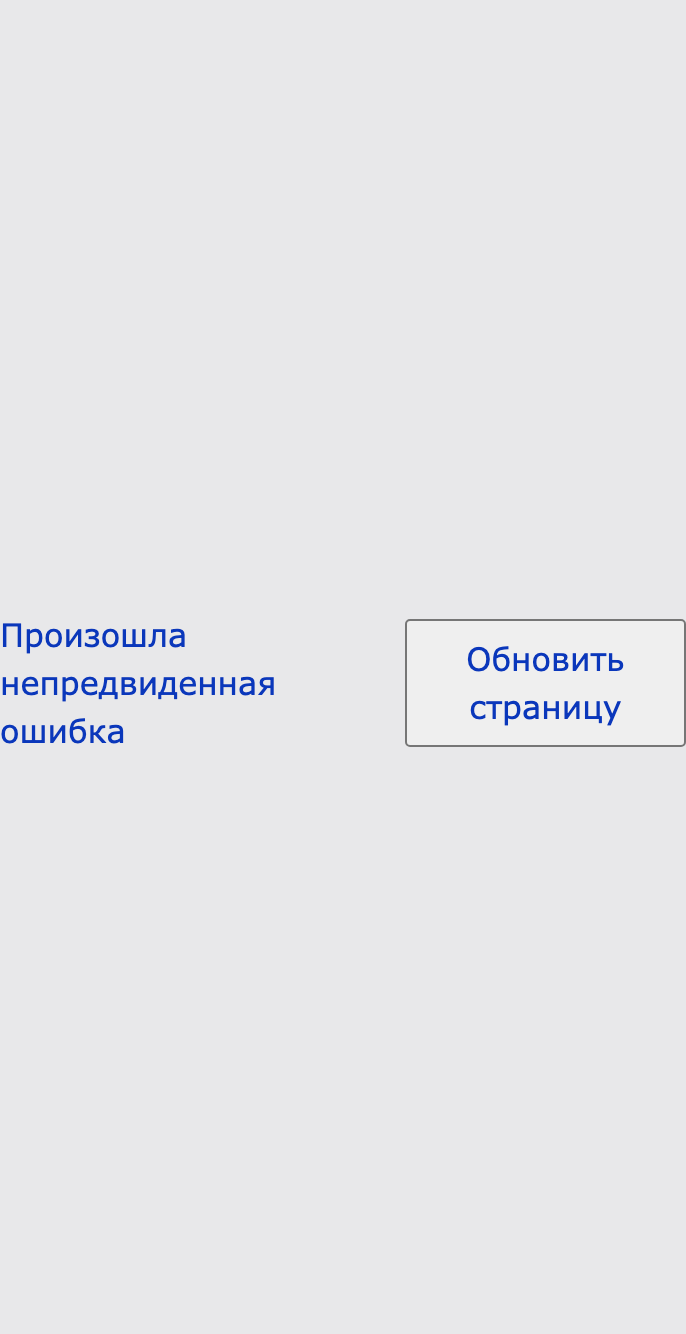 Произошла
непредвиденная
ошибка
Обновить
страницу